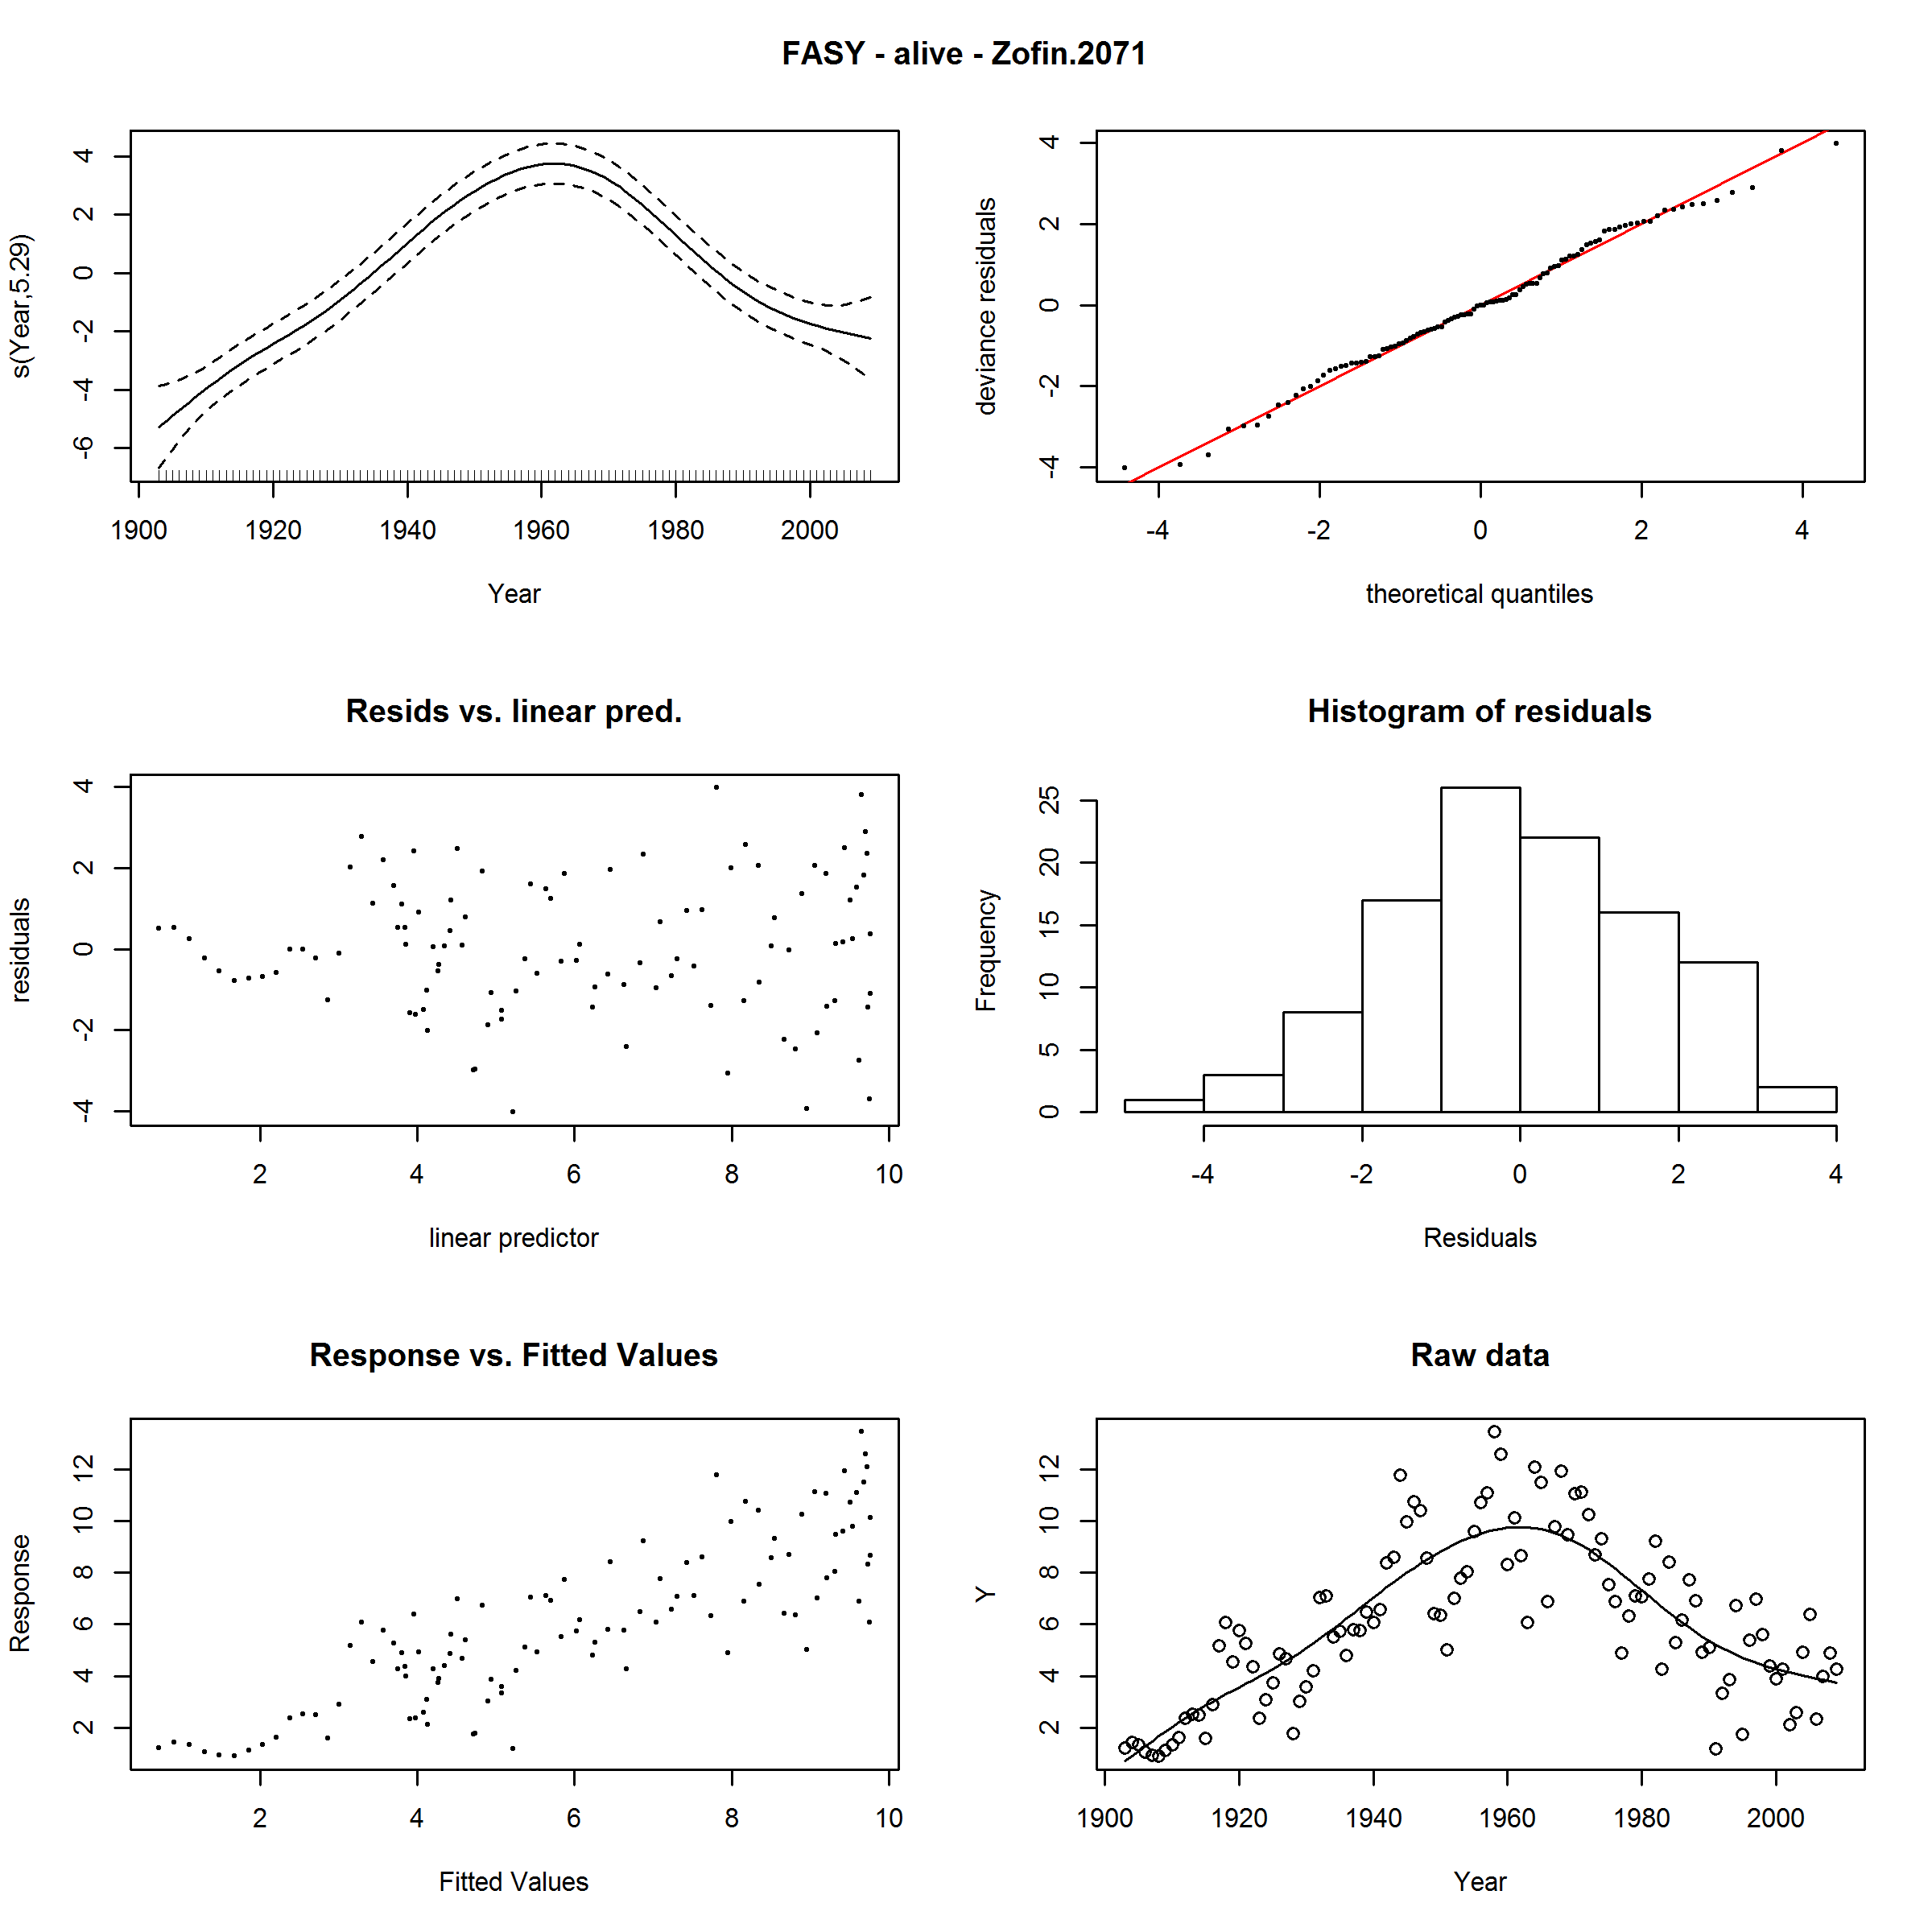 FASY - alive - Zofin.2071
s(Year,5.29)
4
2
0
-2
-4
-6
1900 1920 1940 1960 1980 2000
Year
deviance residuals
4
2
0
-2
-4
-4 -2 0 2 4
theoretical quantiles
Resids vs. linear pred.
residuals
4
2
0
-2
-4
2 4 6 8 10
linear predictor
Histogram of residuals
Frequency
25
20
15
10
5
0
-4 -2 0 2 4
Residuals
Response vs. Fitted Values
Response
12
10
8
6
4
2
2 4 6 8 10
Fitted Values
Raw data
Y
12
10
8
6
4
2
1900 1920 1940 1960 1980 2000
Year